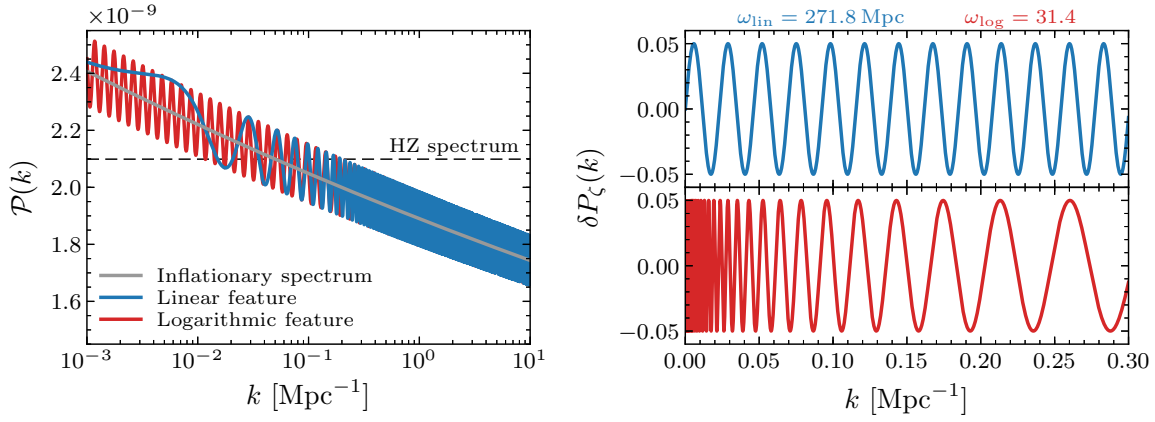 ×10⁻⁹
2.4
2.2
2.0
1.8
1.6
𝒫(k)
HZ spectrum
Inflationary spectrum
Linear feature
Logarithmic feature
10⁻³ 10⁻² 10⁻¹ 10⁰ 10¹
k [Mpc⁻¹]
ω_lin = 271.8 Mpc ω_log = 31.4
0.05
0.00
−0.05
0.05
0.00
−0.05
δP_ζ(k)
0.00 0.05 0.10 0.15 0.20 0.25 0.30
k [Mpc⁻¹]